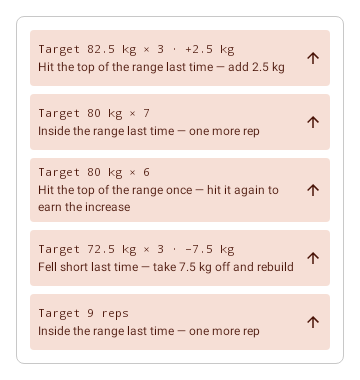 Target 82.5 kg × 3 · +2.5 kg
Hit the top of the range last time — add 2.5 kg
Target 80 kg × 7
Inside the range last time — one more rep
Target 80 kg × 6
Hit the top of the range once — hit it again to
earn the increase
Target 72.5 kg × 3 · −7.5 kg
Fell short last time — take 7.5 kg off and rebuild
Target 9 reps
Inside the range last time — one more rep